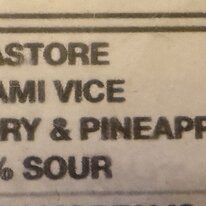 ASTORE
AMI VICE
RY & PINEAPP
% SOUR